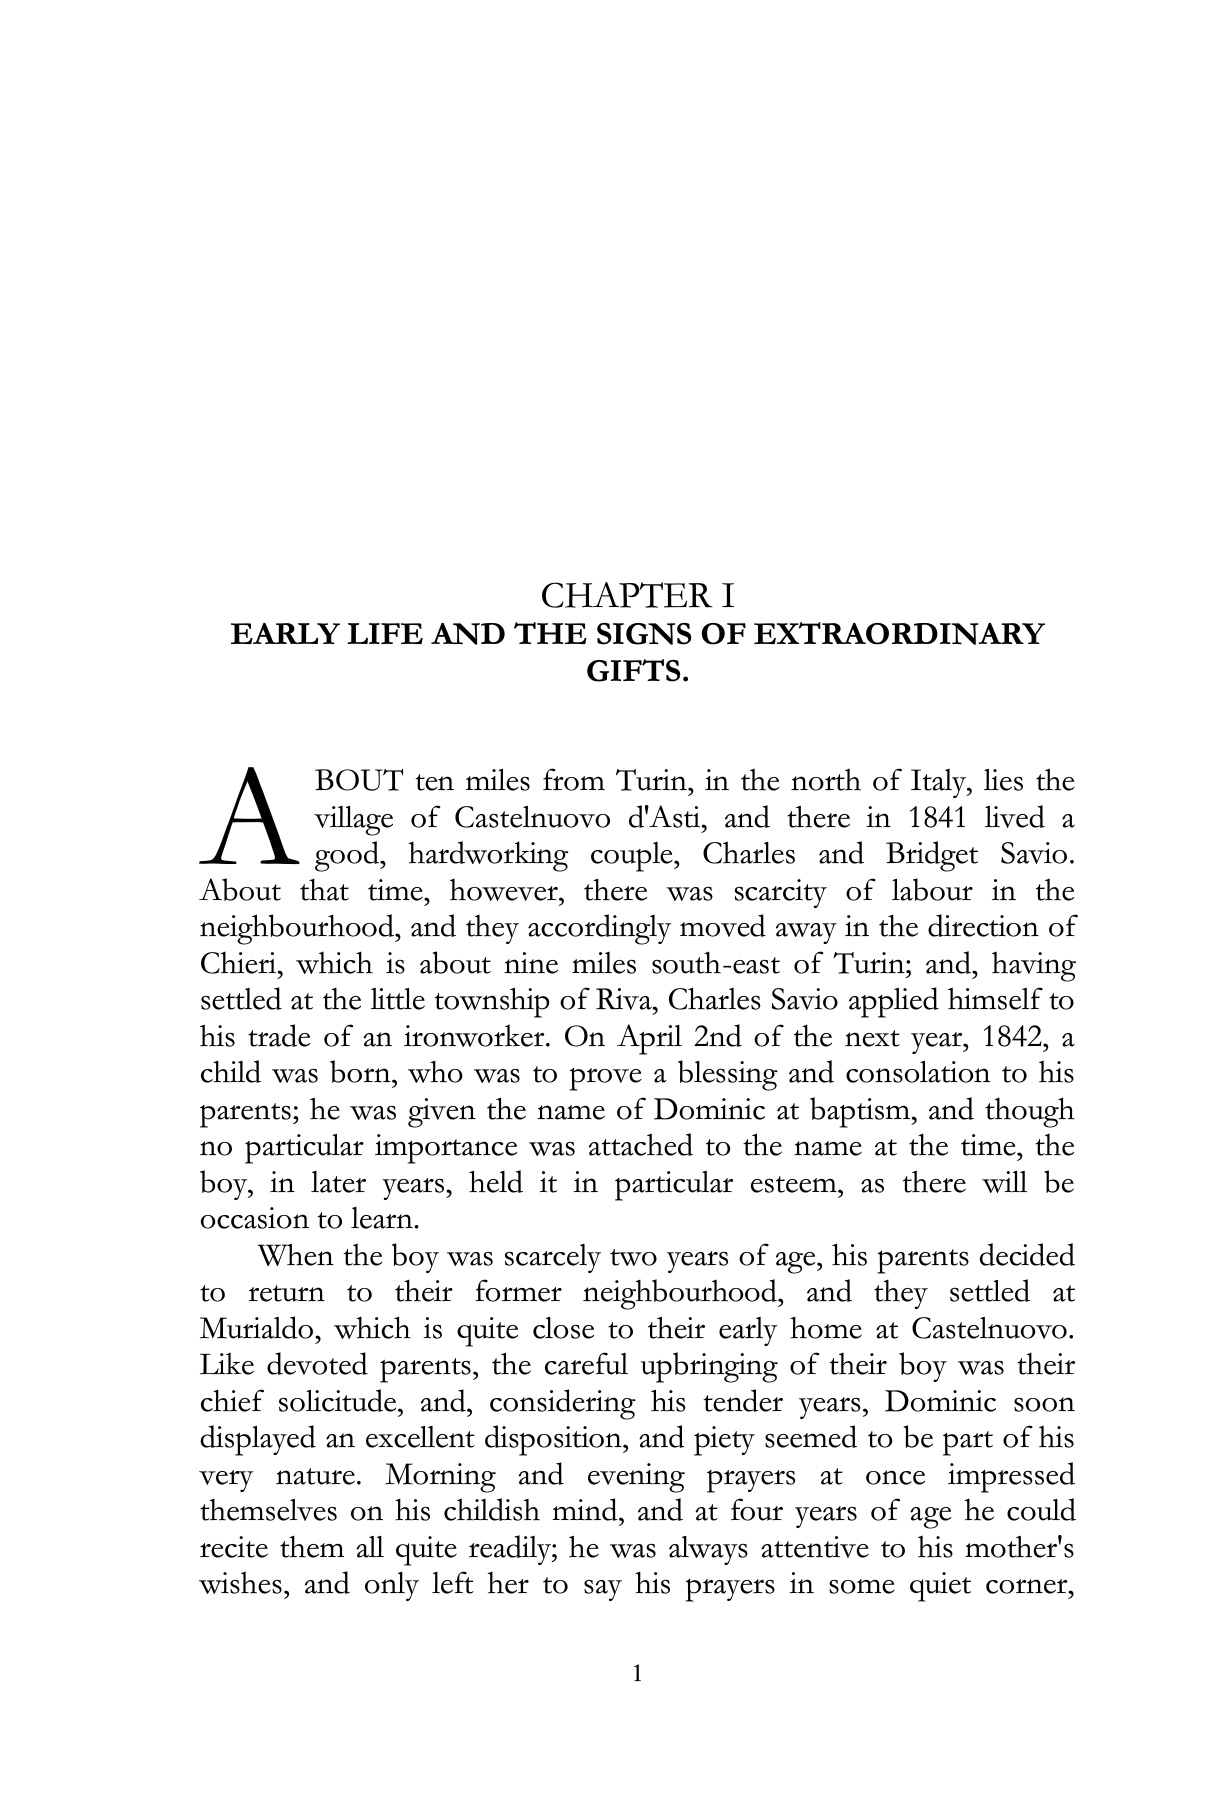 CHAPTER I
EARLY LIFE AND THE SIGNS OF EXTRAORDINARY
GIFTS.
ABOUT ten miles from Turin, in the north of Italy, lies the
village of Castelnuovo d'Asti, and there in 1841 lived a
good, hardworking couple, Charles and Bridget Savio.
About that time, however, there was scarcity of labour in the
neighbourhood, and they accordingly moved away in the direction of
Chieri, which is about nine miles south-east of Turin; and, having
settled at the little township of Riva, Charles Savio applied himself to
his trade of an ironworker. On April 2nd of the next year, 1842, a
child was born, who was to prove a blessing and consolation to his
parents; he was given the name of Dominic at baptism, and though
no particular importance was attached to the name at the time, the
boy, in later years, held it in particular esteem, as there will be
occasion to learn.
When the boy was scarcely two years of age, his parents decided
to return to their former neighbourhood, and they settled at
Murialdo, which is quite close to their early home at Castelnuovo.
Like devoted parents, the careful upbringing of their boy was their
chief solicitude, and, considering his tender years, Dominic soon
displayed an excellent disposition, and piety seemed to be part of his
very nature. Morning and evening prayers at once impressed
themselves on his childish mind, and at four years of age he could
recite them all quite readily; he was always attentive to his mother's
wishes, and only left her to say his prayers in some quiet corner,
1